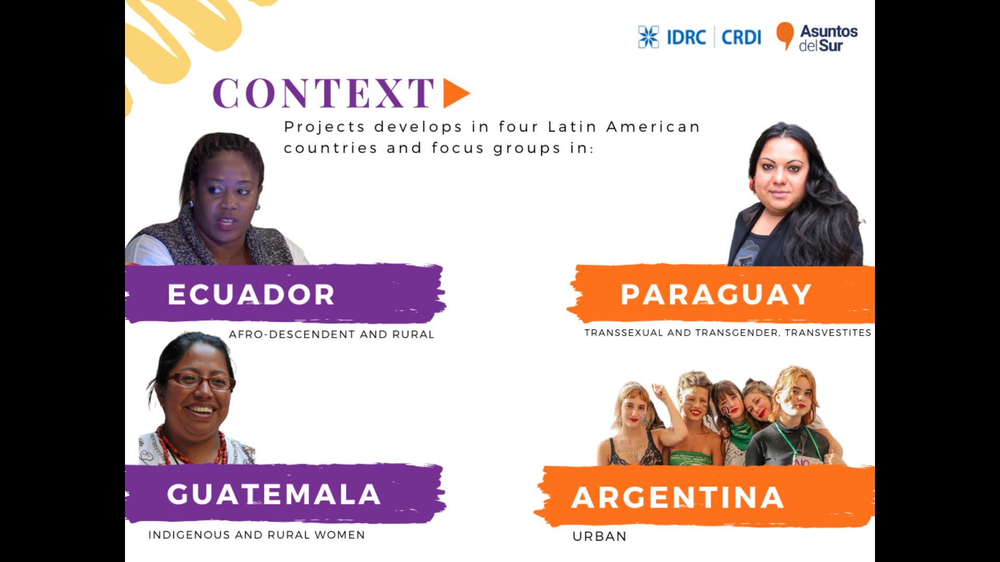 IDRC | CRDI
Asuntos
del Sur
CONTEXT
Projects develops in four Latin American
countries and focus groups in:
ECUADOR
AFRO-DESCENDENT AND RURAL
PARAGUAY
TRANSSEXUAL AND TRANSGENDER, TRANSVESTITES
GUATEMALA
INDIGENOUS AND RURAL WOMEN
NO
ARGENTINA
URBAN